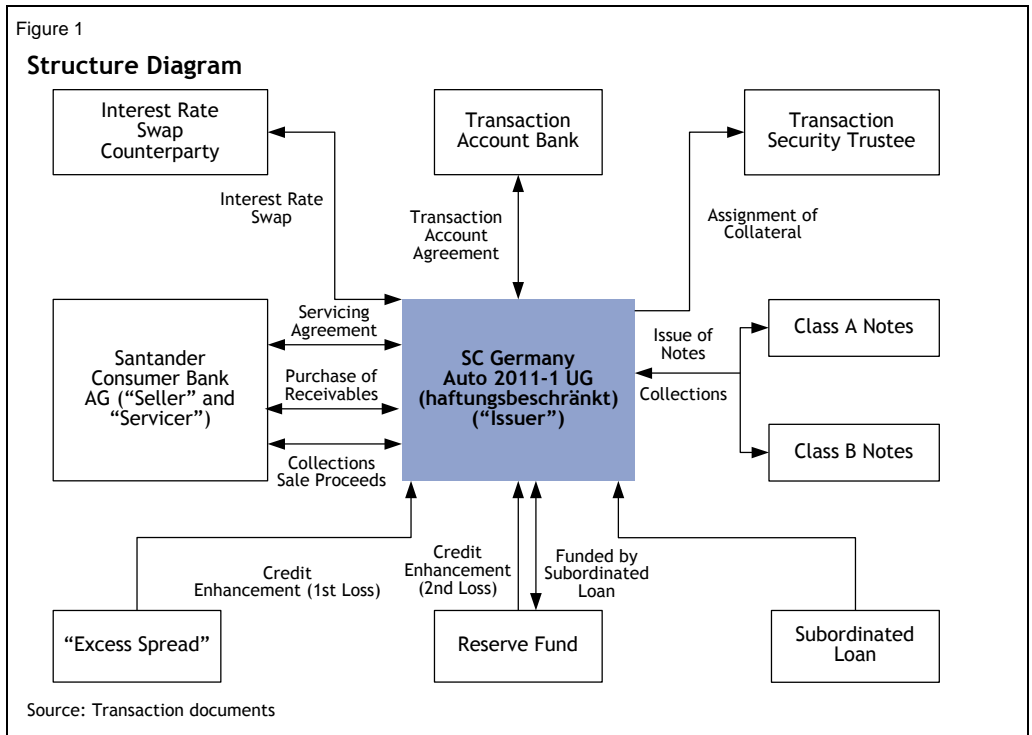 Figure 1
Structure Diagram
Interest Rate
Swap
Counterparty
Transaction
Account Bank
Transaction
Security Trustee
Interest Rate
Swap
Transaction
Account
Agreement
Assignment of
Collateral
Santander
Consumer Bank
AG (“Seller” and
“Servicer”)
Servicing
Agreement
Purchase of
Receivables
Collections
Sale Proceeds
SC Germany
Auto 2011-1 UG
(haftungsbeschränkt)
(“Issuer”)
Issue of
Notes
Collections
Class A Notes
Class B Notes
Credit
Enhancement (1st Loss)
Credit
Enhancement
(2nd Loss)
Funded by
Subordinated
Loan
“Excess Spread”
Reserve Fund
Subordinated
Loan
Source: Transaction documents